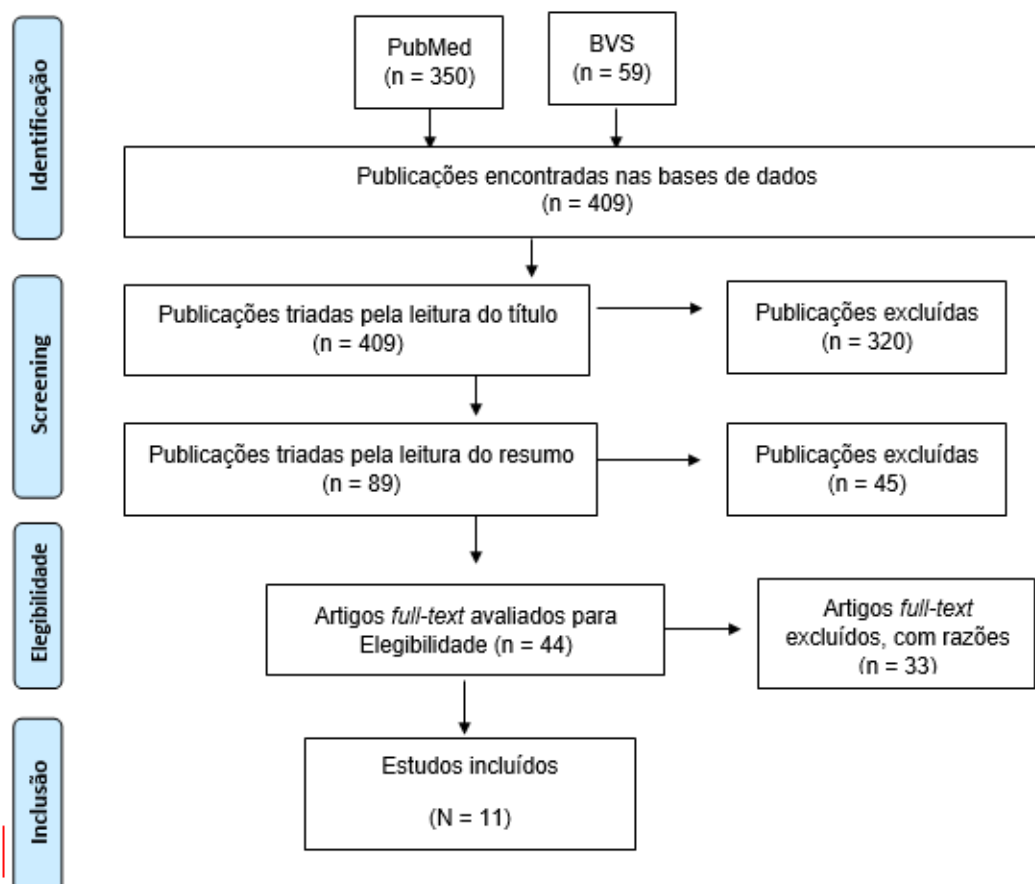 Identificação
PubMed
(n = 350)
BVS
(n = 59)
Publicações encontradas nas bases de dados
(n = 409)
Screening
Publicações triadas pela leitura do título
(n = 409)
Publicações excluídas
(n = 320)
Publicações triadas pela leitura do resumo
(n = 89)
Publicações excluídas
(n = 45)
Elegibilidade
Artigos full-text avaliados para
Elegibilidade (n = 44)
Artigos full-text
excluídos, com razões
(n = 33)
Inclusão
Estudos incluídos
(N = 11)